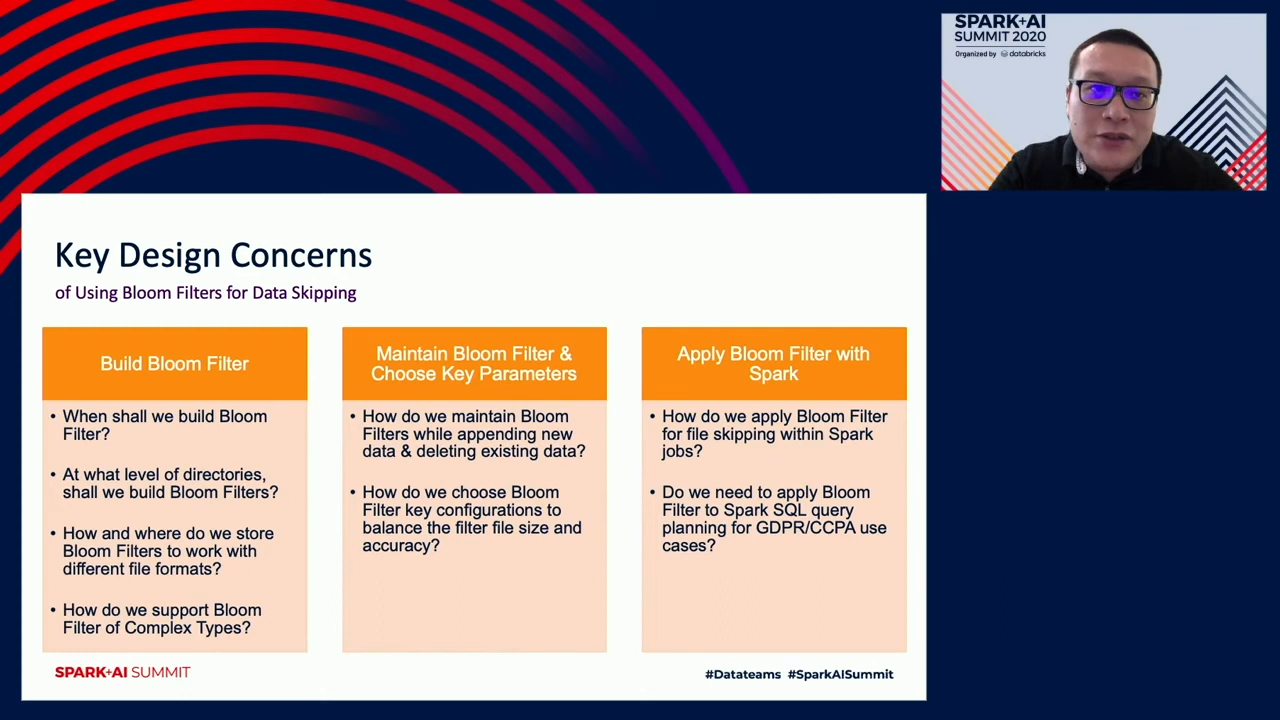 SPARK+AI
SUMMIT 2020
Organized by databricks
Key Design Concerns
of Using Bloom Filters for Data Skipping
Build Bloom Filter
• When shall we build Bloom
Filter?
• At what level of directories,
shall we build Bloom Filters?
• How and where do we store
Bloom Filters to work with
different file formats?
• How do we support Bloom
Filter of Complex Types?
Maintain Bloom Filter &
Choose Key Parameters
• How do we maintain Bloom
Filters while appending new
data & deleting existing data?
• How do we choose Bloom
Filter key configurations to
balance the filter file size and
accuracy?
Apply Bloom Filter with
Spark
• How do we apply Bloom Filter
for file skipping within Spark
jobs?
• Do we need to apply Bloom
Filter to Spark SQL query
planning for GDPR/CCPA use
cases?
SPARK+AI SUMMIT
#Datateams #SparkAISummit